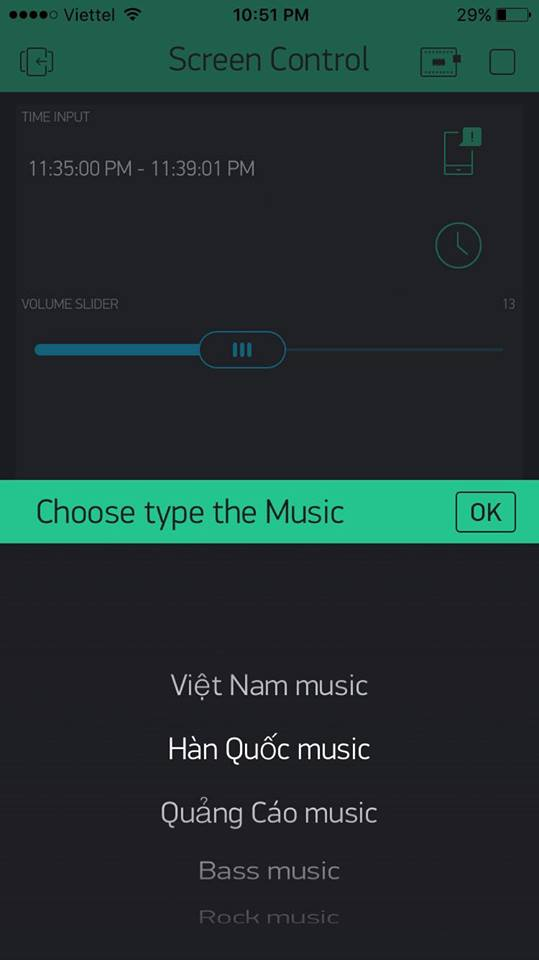 Viettel 10:51 PM 29%
Screen Control
TIME INPUT
11:35:00 PM - 11:39:01 PM
VOLUME SLIDER 13
Choose type the Music OK
Việt Nam music
Hàn Quốc music
Quảng Cáo music
Bass music
Rock music